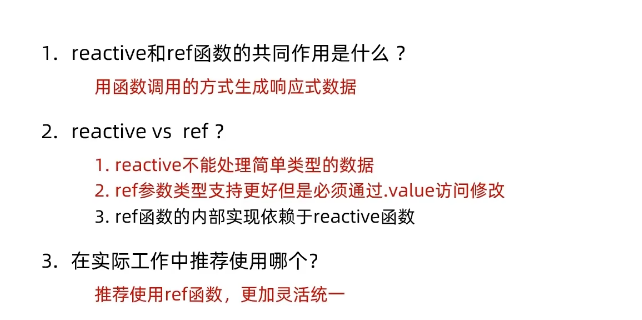 1. reactive和ref函数的共同作用是什么？
用函数调用的方式生成响应式数据
2. reactive vs ref？
1. reactive不能处理简单类型的数据
2. ref参数类型支持更好但是必须通过.value访问修改
3. ref函数的内部实现依赖于reactive函数
3. 在实际工作中推荐使用哪个？
推荐使用ref函数，更加灵活统一